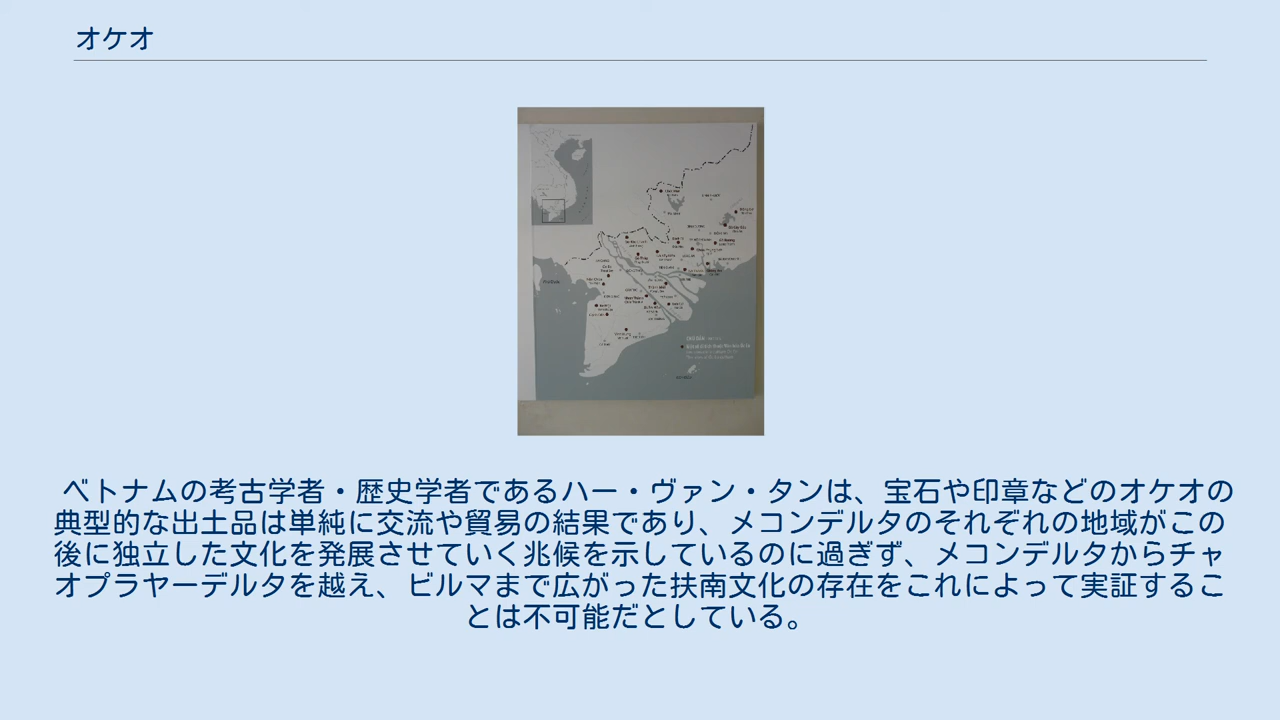 オケオ
ベトナムの考古学者・歴史学者であるハー・ヴァン・タンは、宝石や印章などのオケオの
典型的な出土品は単純に交流や貿易の結果であり、メコンデルタのそれぞれの地域がこの
後に独立した文化を発展させていく兆候を示しているのに過ぎず、メコンデルタからチャ
オプラヤーデルタを越え、ビルマまで広がった扶南文化の存在をこれによって実証するこ
とは不可能だとしている。